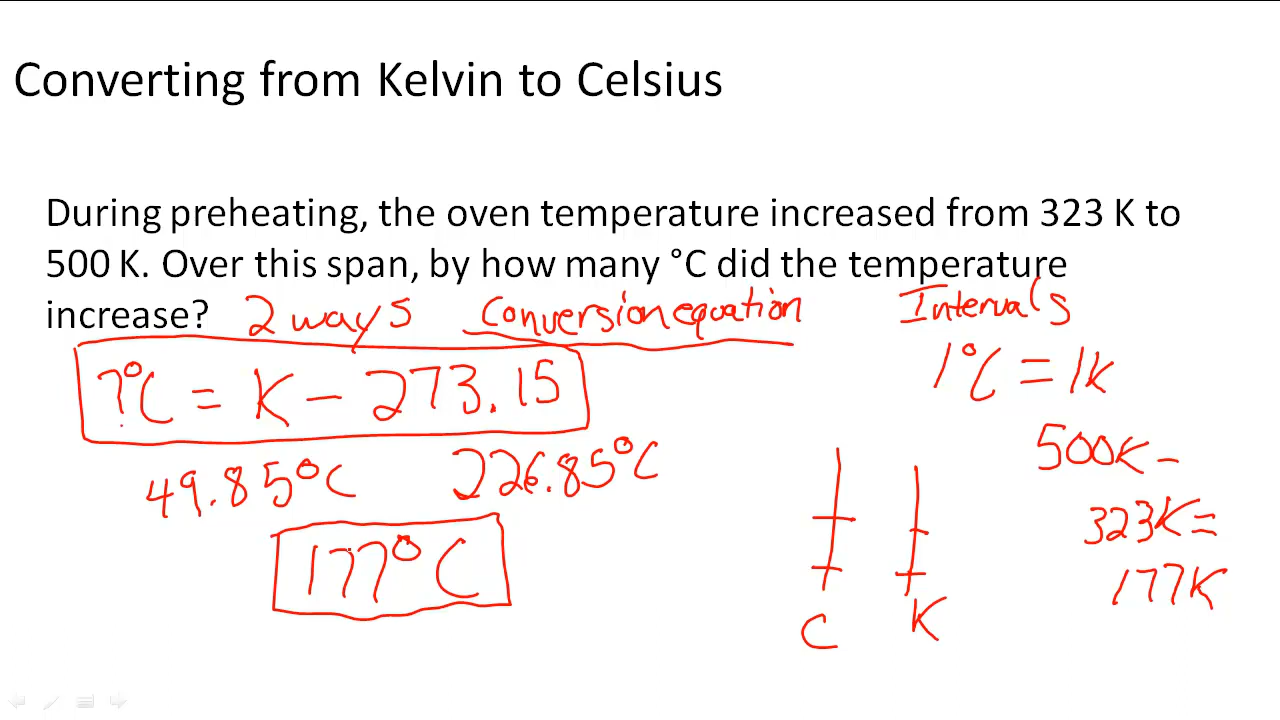 Converting from Kelvin to Celsius
During preheating, the oven temperature increased from 323 K to
500 K. Over this span, by how many °C did the temperature
increase?
2 ways
Conversion equation
Intervals
?°C = K - 273.15
1°C = 1K
49.85°C
226.85°C
500K -
323K =
177K
177°C
C
K